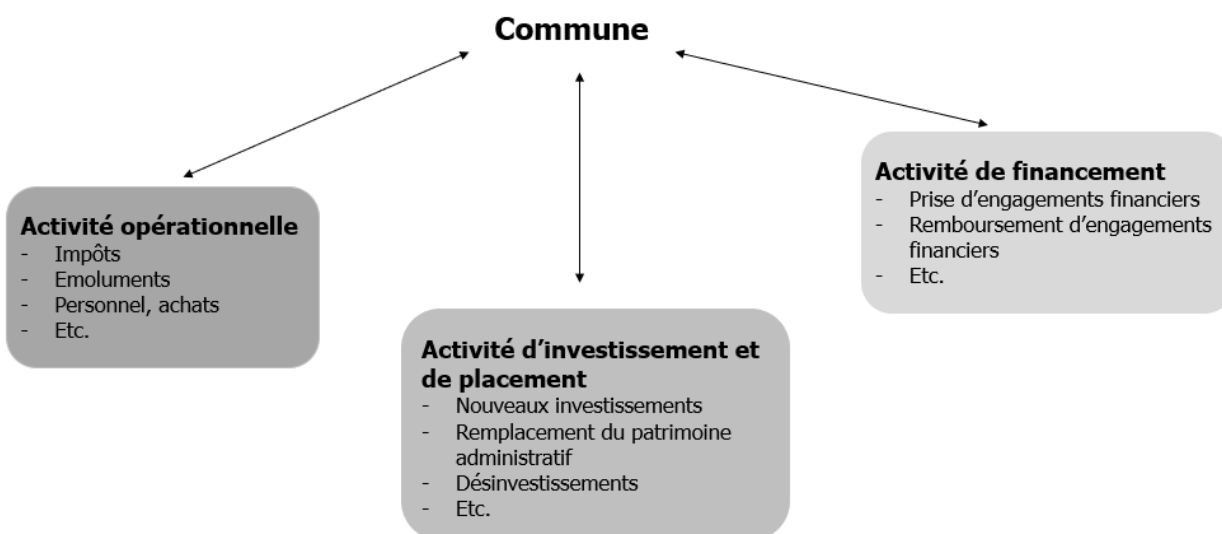 Commune
Activité opérationnelle
- Impôts
- Emoluments
- Personnel, achats
- Etc.
Activité d’investissement et
de placement
- Nouveaux investissements
- Remplacement du patrimoine
administratif
- Désinvestissements
- Etc.
Activité de financement
- Prise d’engagements financiers
- Remboursement d’engagements
financiers
- Etc.